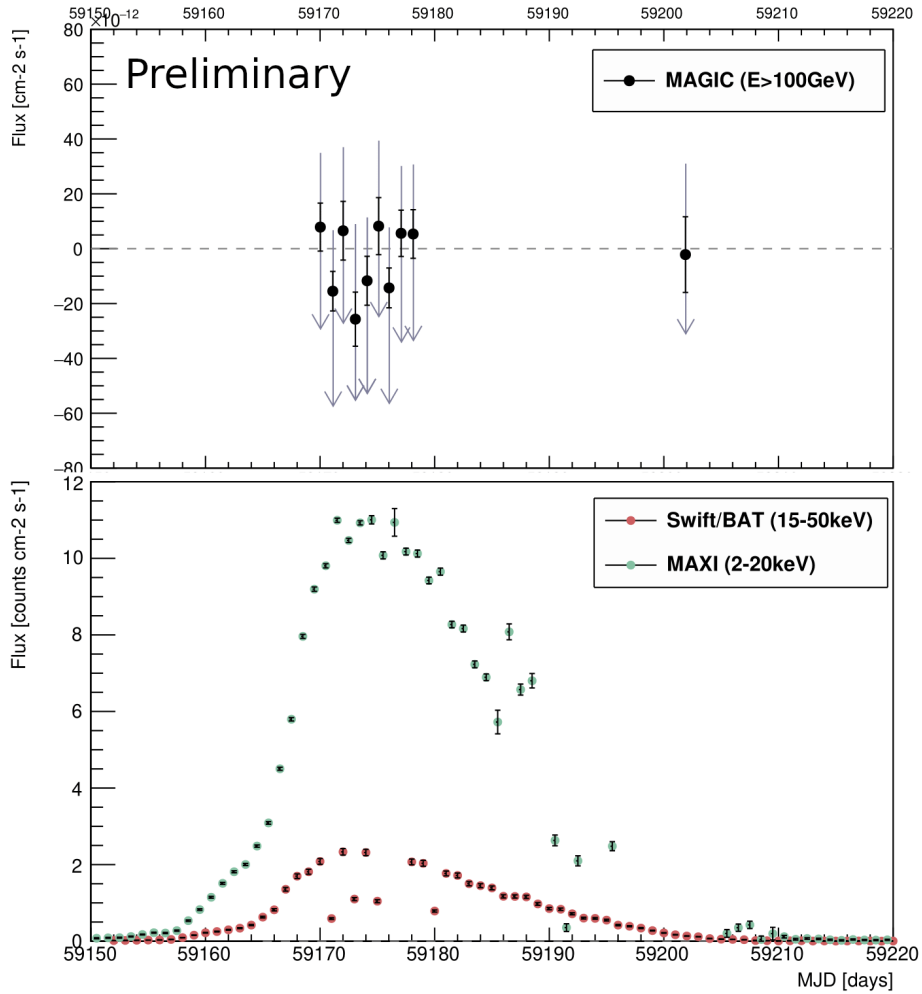 59150 59160 59170 59180 59190 59200 59210 59220
×10⁻¹²
80
60
40
20
0
−20
−40
−60
−80
Flux [cm-2 s-1]
Preliminary
MAGIC (E>100GeV)
12
10
8
6
4
2
0
Flux [counts cm-2 s-1]
Swift/BAT (15-50keV)
MAXI (2-20keV)
59150 59160 59170 59180 59190 59200 59210 59220
MJD [days]